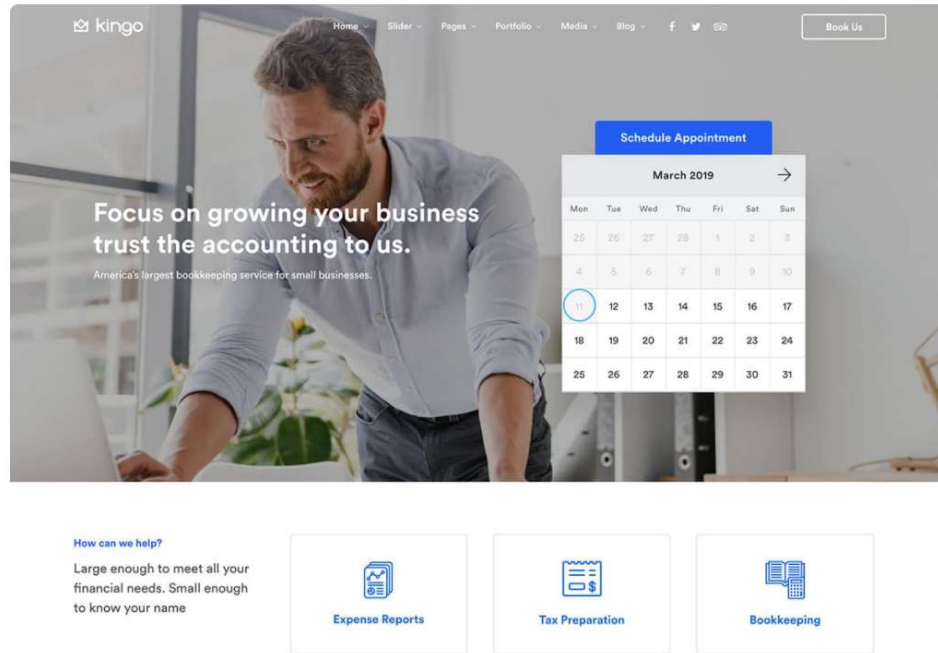 kingo
Home Slider Pages Portfolio Media Blog
Book Us
Schedule Appointment
March 2019
Mon Tue Wed Thu Fri Sat Sun
25 26 27 28 1 2 3
4 5 6 7 8 9 10
11 12 13 14 15 16 17
18 19 20 21 22 23 24
25 26 27 28 29 30 31
Focus on growing your business
trust the accounting to us.
America's largest bookkeeping service for small businesses.
How can we help?
Large enough to meet all your
financial needs. Small enough
to know your name
Expense Reports
Tax Preparation
Bookkeeping